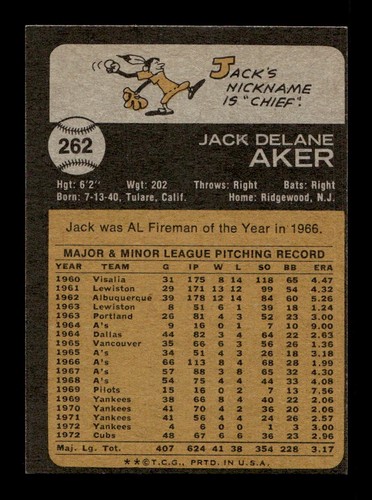 JACK'S
NICKNAME
IS "CHIEF".
262
JACK DELANE
AKER
Hgt: 6'2" Wgt: 202 Throws: Right Bats: Right
Born: 7-13-40, Tulare, Calif. Home: Ridgewood, N.J.
Jack was AL Fireman of the Year in 1966.
MAJOR & MINOR LEAGUE PITCHING RECORD
YEAR TEAM G IP W L SO BB ERA
1960 Visalia 31 175 8 14 118 65 4.47
1961 Lewiston 29 171 13 12 99 54 4.32
1962 Albuquerque 39 178 12 14 84 60 5.26
1963 Lewiston 8 51 6 1 39 18 1.24
1963 Portland 26 81 4 3 52 23 3.00
1964 A's 9 16 0 1 7 10 9.00
1964 Dallas 44 82 3 4 64 22 2.63
1965 Vancouver 35 66 6 3 56 26 1.36
1965 A's 34 51 4 3 26 18 3.18
1966 A's 66 113 8 4 68 28 1.99
1967 A's 57 88 3 8 65 32 4.30
1968 A's 54 75 4 4 44 33 4.08
1969 Pilots 15 16 0 2 7 13 7.56
1969 Yankees 38 66 8 4 40 22 2.06
1970 Yankees 41 70 4 2 36 20 2.06
1971 Yankees 41 56 4 4 24 26 2.57
1972 Yankees 4 6 0 0 1 3 3.00
1972 Cubs 48 67 6 6 36 23 2.96
Maj. Lg. Tot. 407 624 41 38 354 228 3.17
**©T.C.G., PRTD. IN U.S.A.